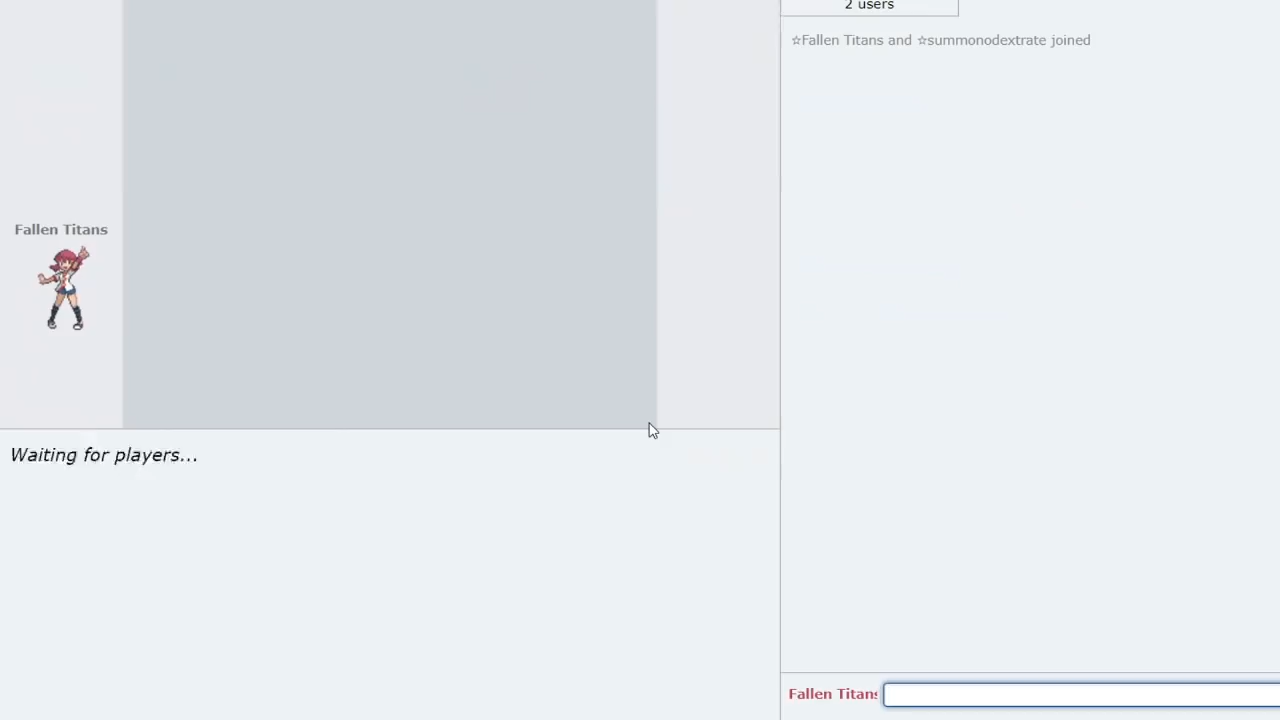 2 users
☆Fallen Titans and ☆summonodextrate joined
Fallen Titans
Waiting for players...
Fallen Titans